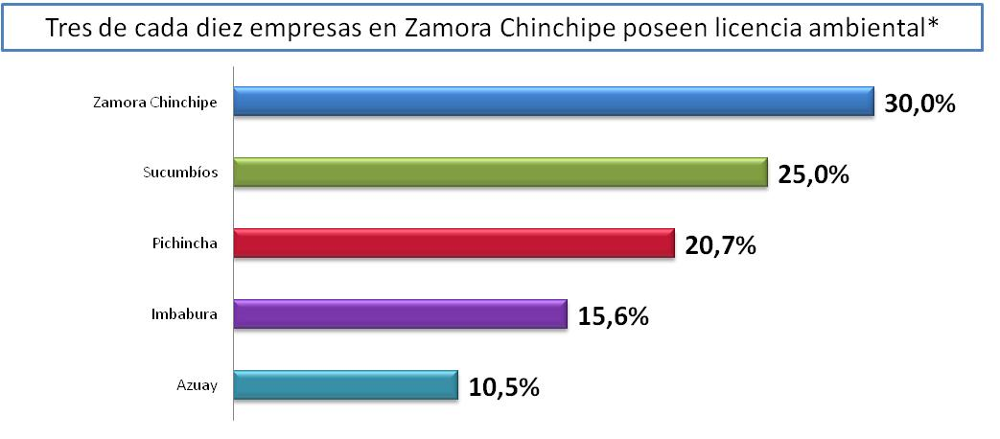 Tres de cada diez empresas en Zamora Chinchipe poseen licencia ambiental*
Zamora Chinchipe 30,0%
Sucumbíos 25,0%
Pichincha 20,7%
Imbabura 15,6%
Azuay 10,5%